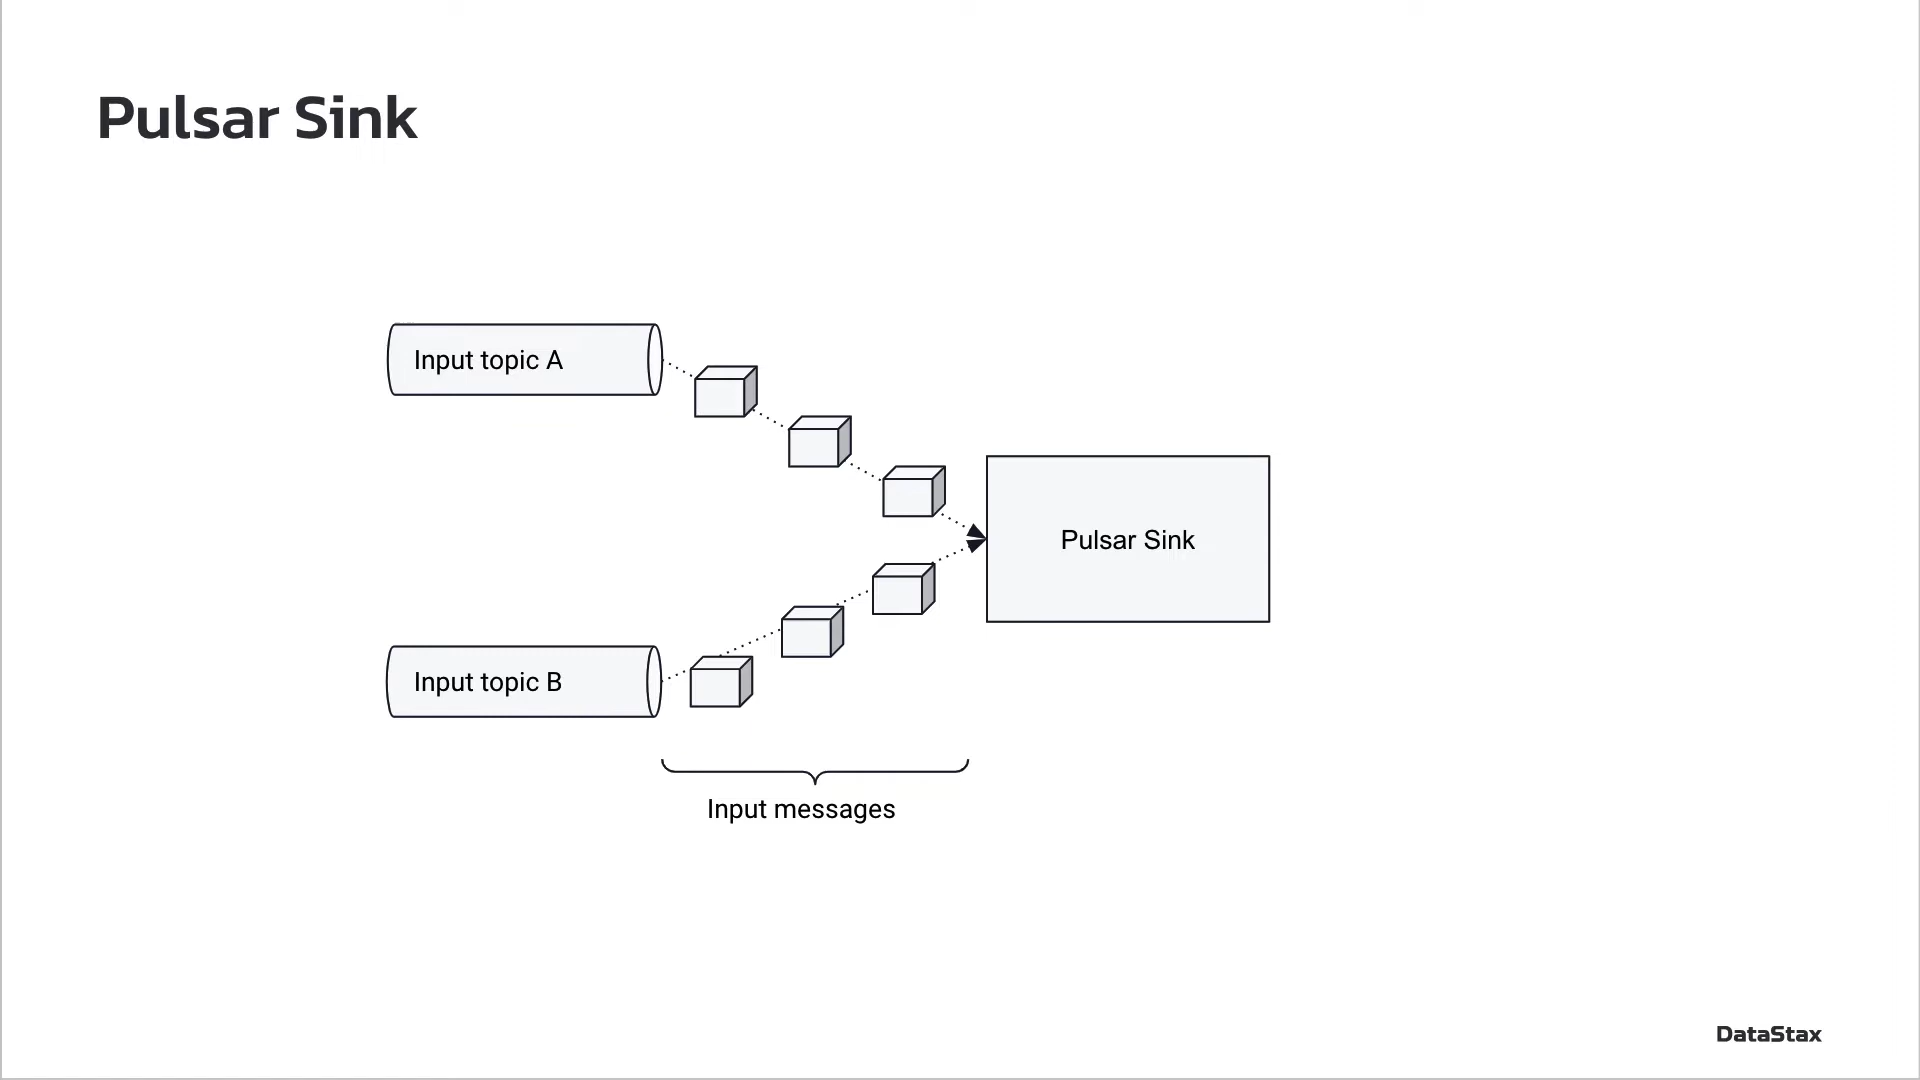 Pulsar Sink
Input topic A
Pulsar Sink
Input topic B
Input messages
DataStax